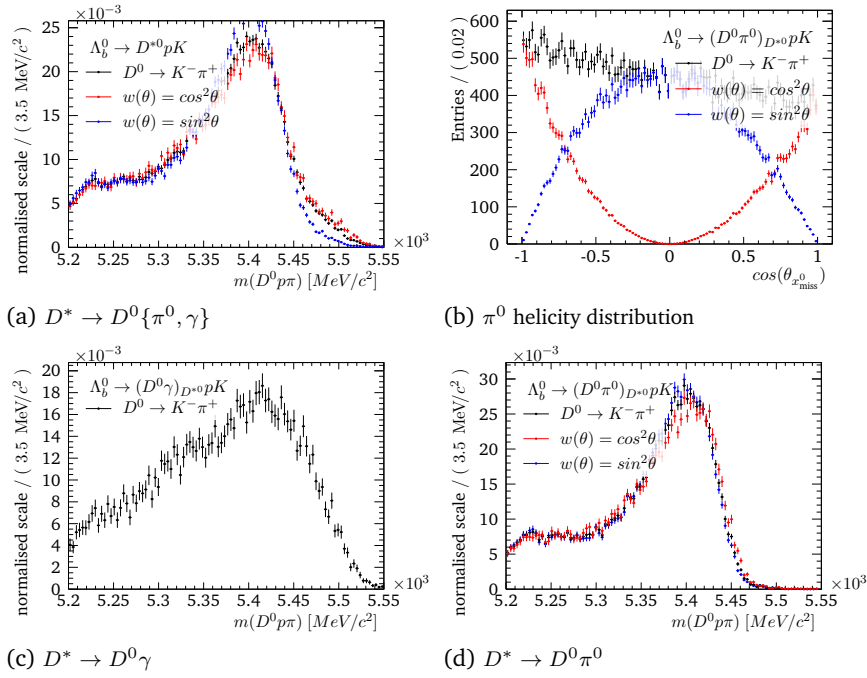 ×10⁻³
normalised scale / ( 3.5 MeV/c² )
25
20
15
10
5
0
Λ_b⁰ → D*⁰pK
D⁰ → K⁻π⁺
w(θ) = cos²θ
w(θ) = sin²θ
5.2 5.25 5.3 5.35 5.4 5.45 5.5 5.55
×10³
m(D⁰pπ) [MeV/c²]
(a) D* → D⁰{π⁰, γ}
Entries / ( 0.02 )
600
500
400
300
200
100
0
Λ_b⁰ → (D⁰π⁰)_D*⁰ pK
D⁰ → K⁻π⁺
w(θ) = cos²θ
w(θ) = sin²θ
-1 -0.5 0 0.5 1
cos(θ_x⁰_miss)
(b) π⁰ helicity distribution
×10⁻³
normalised scale / ( 3.5 MeV/c² )
20
18
16
14
12
10
8
6
4
2
0
Λ_b⁰ → (D⁰γ)_D*⁰ pK
D⁰ → K⁻π⁺
5.2 5.25 5.3 5.35 5.4 5.45 5.5 5.55
×10³
m(D⁰pπ) [MeV/c²]
(c) D* → D⁰γ
×10⁻³
normalised scale / ( 3.5 MeV/c² )
30
25
20
15
10
5
0
Λ_b⁰ → (D⁰π⁰)_D*⁰ pK
D⁰ → K⁻π⁺
w(θ) = cos²θ
w(θ) = sin²θ
5.2 5.25 5.3 5.35 5.4 5.45 5.5 5.55
×10³
m(D⁰pπ) [MeV/c²]
(d) D* → D⁰π⁰